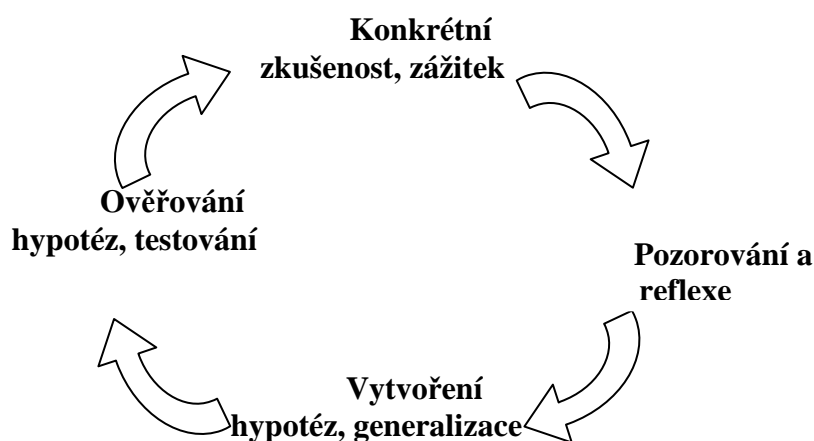 Konkrétní
zkušenost, zážitek
Ověřování
hypotéz, testování
Pozorování a
reflexe
Vytvoření
hypotéz, generalizace